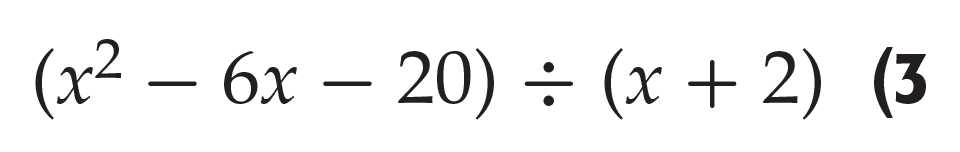 (x² − 6x − 20) ÷ (x + 2) (3